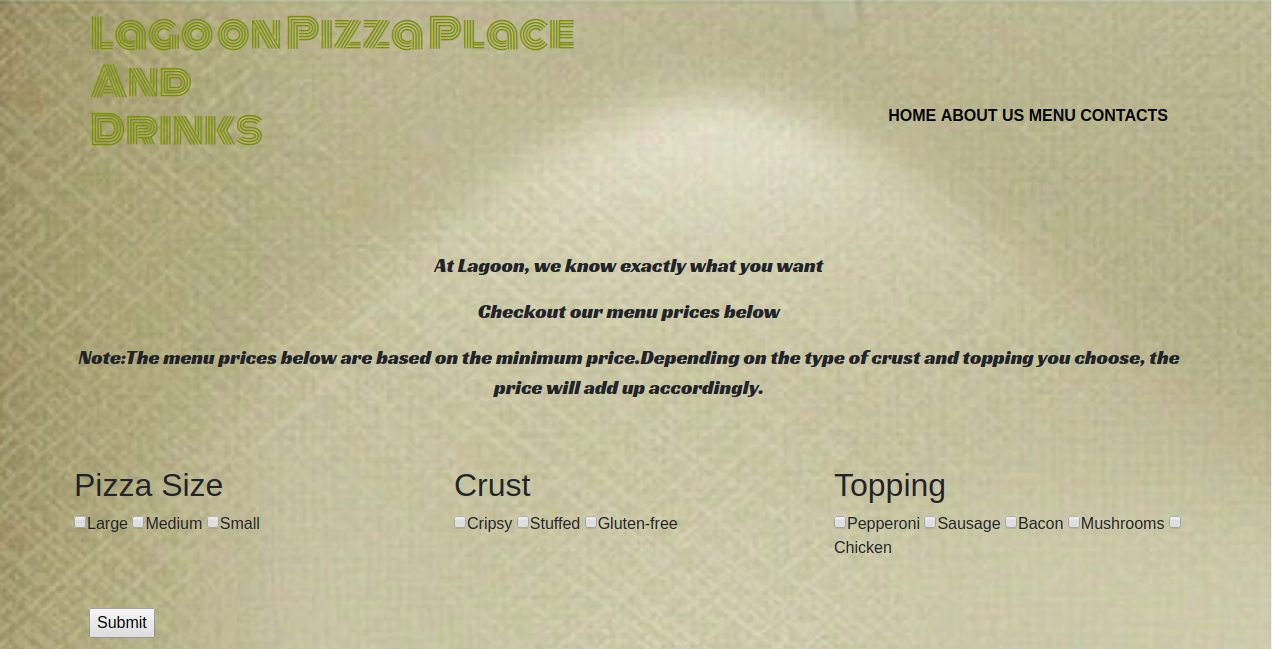 Lagoon Pizza Place
And
Drinks
HOME ABOUT US MENU CONTACTS
At Lagoon, we know exactly what you want
Checkout our menu prices below
Note:The menu prices below are based on the minimum price.Depending on the type of crust and topping you choose, the
price will add up accordingly.
Pizza Size
Crust
Topping
Large Medium Small
Cripsy Stuffed Gluten-free
Pepperoni Sausage Bacon Mushrooms
Chicken
Submit